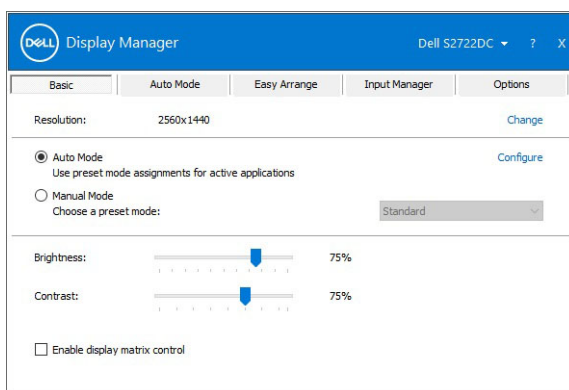 DELL Display Manager Dell S2722DC ? X
Basic Auto Mode Easy Arrange Input Manager Options
Resolution: 2560x1440 Change
Auto Mode Configure
Use preset mode assignments for active applications
Manual Mode
Choose a preset mode: Standard
Brightness: 75%
Contrast: 75%
Enable display matrix control